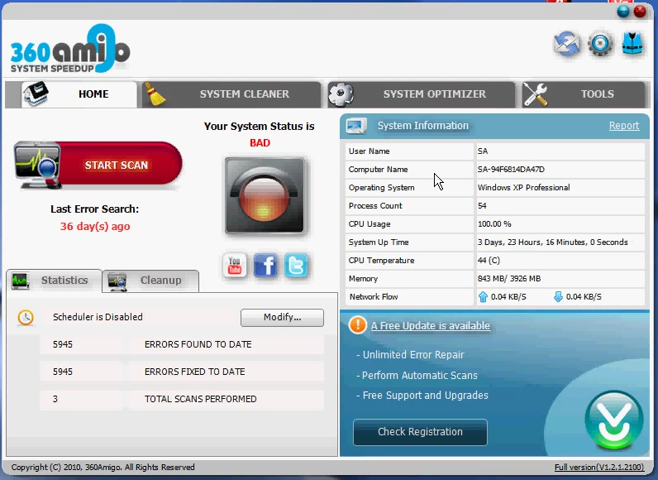 360amigo
SYSTEM SPEEDUP
HOME
SYSTEM CLEANER
SYSTEM OPTIMIZER
TOOLS
START SCAN
Last Error Search:
36 day(s) ago
Your System Status is
BAD
You
Tube
System Information
Report
User Name SA
Computer Name SA-94F6814DA47D
Operating System Windows XP Professional
Process Count 54
CPU Usage 100.00 %
System Up Time 3 Days, 23 Hours, 16 Minutes, 0 Seconds
CPU Temperature 44 (C)
Memory 843 MB/ 3926 MB
Network Flow 0.04 KB/S 0.04 KB/S
Statistics
Cleanup
Scheduler is Disabled
Modify...
5945 ERRORS FOUND TO DATE
5945 ERRORS FIXED TO DATE
3 TOTAL SCANS PERFORMED
A Free Update is available
- Unlimited Error Repair
- Perform Automatic Scans
- Free Support and Upgrades
Check Registration
Copyright (C) 2010, 360Amigo. All Rights Reserved
Full version(V1.2.1.2100)